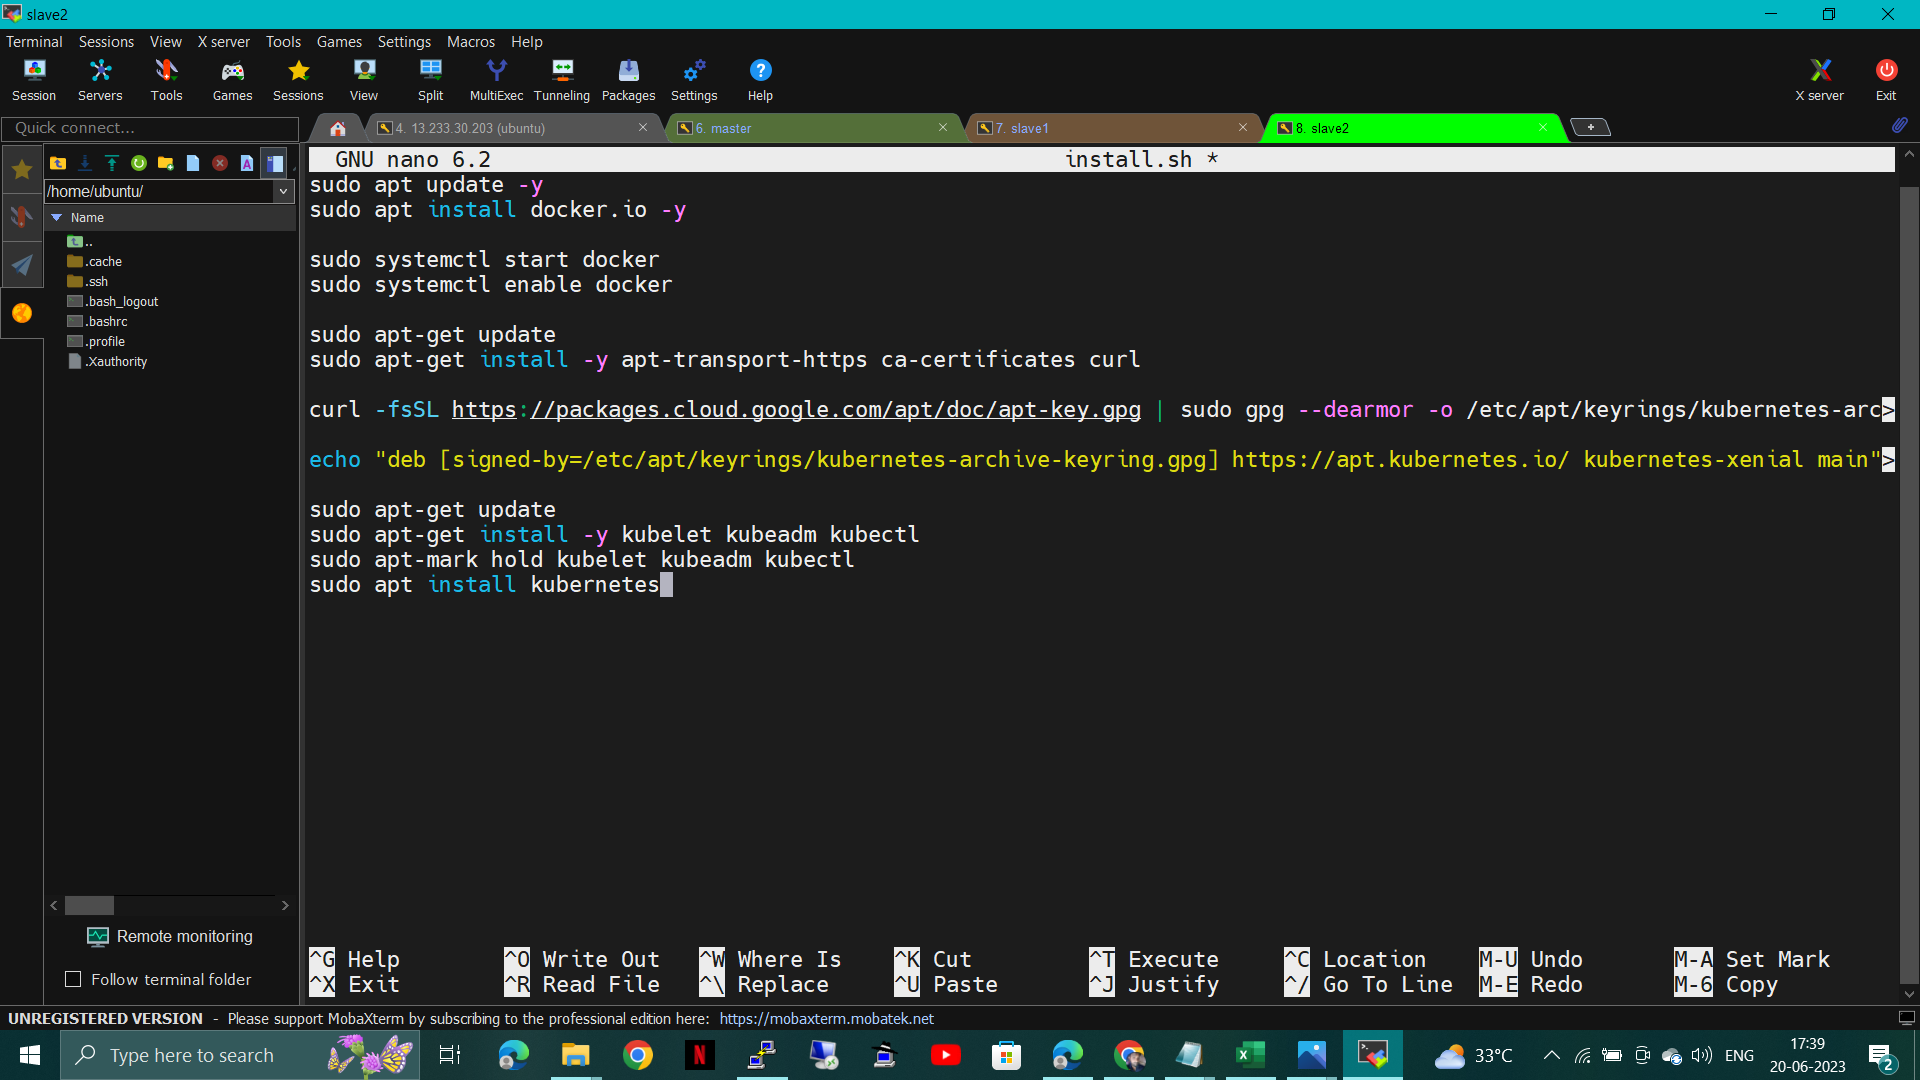 slave2
Terminal Sessions View X server Tools Games Settings Macros Help
Session Servers Tools Games Sessions View Split MultiExec Tunneling Packages Settings Help X server Exit
Quick connect...
4. 13.233.30.203 (ubuntu)
6. master
7. slave1
8. slave2
/home/ubuntu/
Name
..
.cache
.ssh
.bash_logout
.bashrc
.profile
.Xauthority
Remote monitoring
Follow terminal folder
GNU nano 6.2 install.sh *
sudo apt update -y
sudo apt install docker.io -y
sudo systemctl start docker
sudo systemctl enable docker
sudo apt-get update
sudo apt-get install -y apt-transport-https ca-certificates curl
curl -fsSL https://packages.cloud.google.com/apt/doc/apt-key.gpg | sudo gpg --dearmor -o /etc/apt/keyrings/kubernetes-arc>
echo "deb [signed-by=/etc/apt/keyrings/kubernetes-archive-keyring.gpg] https://apt.kubernetes.io/ kubernetes-xenial main">
sudo apt-get update
sudo apt-get install -y kubelet kubeadm kubectl
sudo apt-mark hold kubelet kubeadm kubectl
sudo apt install kubernetes
^G Help ^O Write Out ^W Where Is ^K Cut ^T Execute ^C Location M-U Undo M-A Set Mark
^X Exit ^R Read File ^\ Replace ^U Paste ^J Justify ^/ Go To Line M-E Redo M-6 Copy
UNREGISTERED VERSION - Please support MobaXterm by subscribing to the professional edition here: https://mobaxterm.mobatek.net
Type here to search
33°C
ENG
17:39
20-06-2023
2